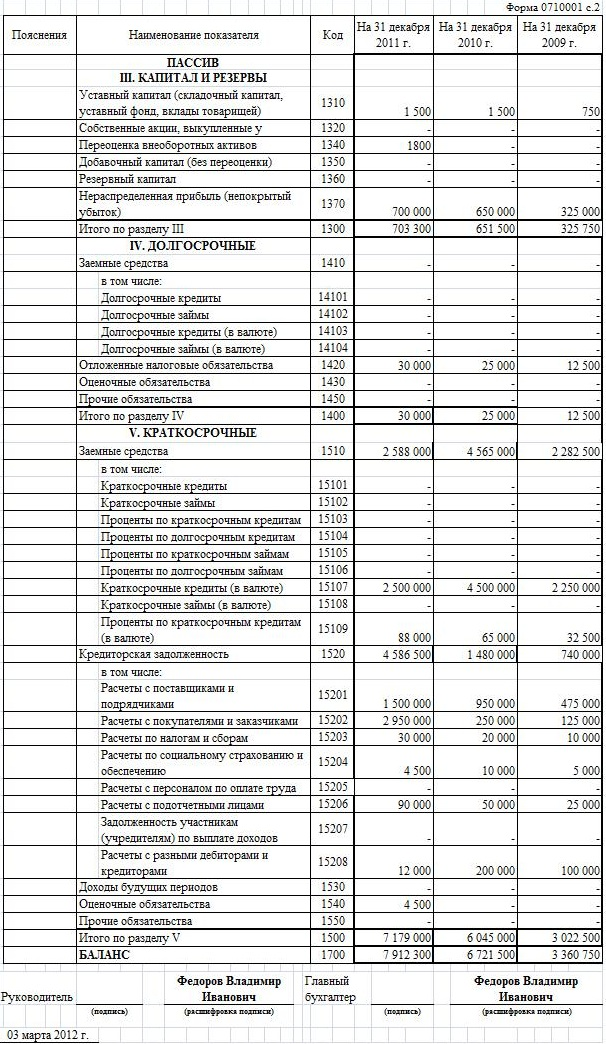 Форма 0710001 с.2
Пояснения Наименование показателя Код На 31 декабря 2011 г. На 31 декабря 2010 г. На 31 декабря 2009 г.
ПАССИВ
III. КАПИТАЛ И РЕЗЕРВЫ
Уставный капитал (складочный капитал,
уставный фонд, вклады товарищей) 1310 1 500 1 500 750
Собственные акции, выкупленные у 1320 - - -
Переоценка внеоборотных активов 1340 1800 - -
Добавочный капитал (без переоценки) 1350 - - -
Резервный капитал 1360 - - -
Нераспределенная прибыль (непокрытый
убыток) 1370 700 000 650 000 325 000
Итого по разделу III 1300 703 300 651 500 325 750
IV. ДОЛГОСРОЧНЫЕ
Заемные средства 1410 - - -
в том числе:
Долгосрочные кредиты 14101 - - -
Долгосрочные займы 14102 - - -
Долгосрочные кредиты (в валюте) 14103 - - -
Долгосрочные займы (в валюте) 14104 - - -
Отложенные налоговые обязательства 1420 30 000 25 000 12 500
Оценочные обязательства 1430 - - -
Прочие обязательства 1450 - - -
Итого по разделу IV 1400 30 000 25 000 12 500
V. КРАТКОСРОЧНЫЕ
Заемные средства 1510 2 588 000 4 565 000 2 282 500
в том числе:
Краткосрочные кредиты 15101 - - -
Краткосрочные займы 15102 - - -
Проценты по краткосрочным кредитам 15103 - - -
Проценты по долгосрочным кредитам 15104 - - -
Проценты по краткосрочным займам 15105 - - -
Проценты по долгосрочным займам 15106 - - -
Краткосрочные кредиты (в валюте) 15107 2 500 000 4 500 000 2 250 000
Краткосрочные займы (в валюте) 15108 - - -
Проценты по краткосрочным кредитам
(в валюте) 15109 88 000 65 000 32 500
Кредиторская задолженность 1520 4 586 500 1 480 000 740 000
в том числе:
Расчеты с поставщиками и
подрядчиками 15201 1 500 000 950 000 475 000
Расчеты с покупателями и заказчиками 15202 2 950 000 250 000 125 000
Расчеты по налогам и сборам 15203 30 000 20 000 10 000
Расчеты по социальному страхованию и
обеспечению 15204 4 500 10 000 5 000
Расчеты с персоналом по оплате труда 15205 - - -
Расчеты с подотчетными лицами 15206 90 000 50 000 25 000
Задолженность участникам
(учредителям) по выплате доходов 15207 - - -
Расчеты с разными дебиторами и
кредиторами 15208 12 000 200 000 100 000
Доходы будущих периодов 1530 - - -
Оценочные обязательства 1540 4 500 - -
Прочие обязательства 1550 - - -
Итого по разделу V 1500 7 179 000 6 045 000 3 022 500
БАЛАНС 1700 7 912 300 6 721 500 3 360 750
Руководитель Федоров Владимир Иванович Главный бухгалтер Федоров Владимир Иванович
(подпись) (расшифровка подписи) (подпись) (расшифровка подписи)
03 марта 2012 г.